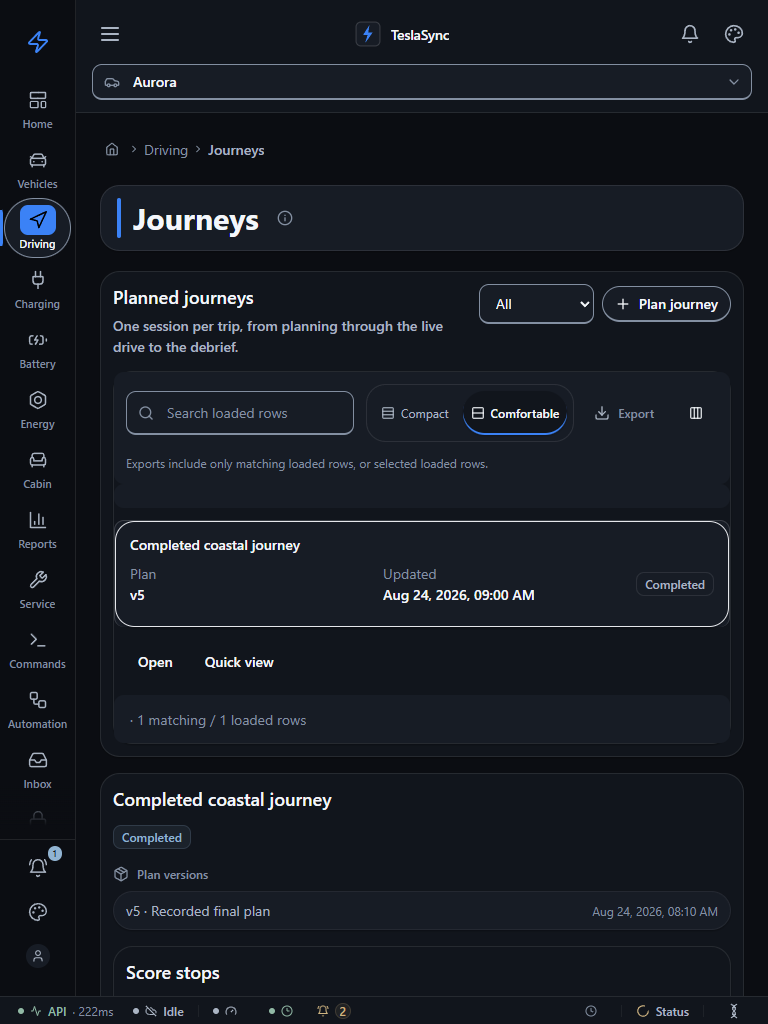 TeslaSync
Aurora
Home
Vehicles
Driving
Charging
Battery
Energy
Cabin
Reports
Service
Commands
Automation
Inbox
1
Driving
Journeys
Journeys
Planned journeys
One session per trip, from planning through the live
drive to the debrief.
All
Plan journey
Search loaded rows
Compact
Comfortable
Export
Exports include only matching loaded rows, or selected loaded rows.
Completed coastal journey
Plan
v5
Updated
Aug 24, 2026, 09:00 AM
Completed
Open
Quick view
· 1 matching / 1 loaded rows
Completed coastal journey
Completed
Plan versions
v5 · Recorded final plan
Aug 24, 2026, 08:10 AM
Score stops
API · 222ms
Idle
2
Status